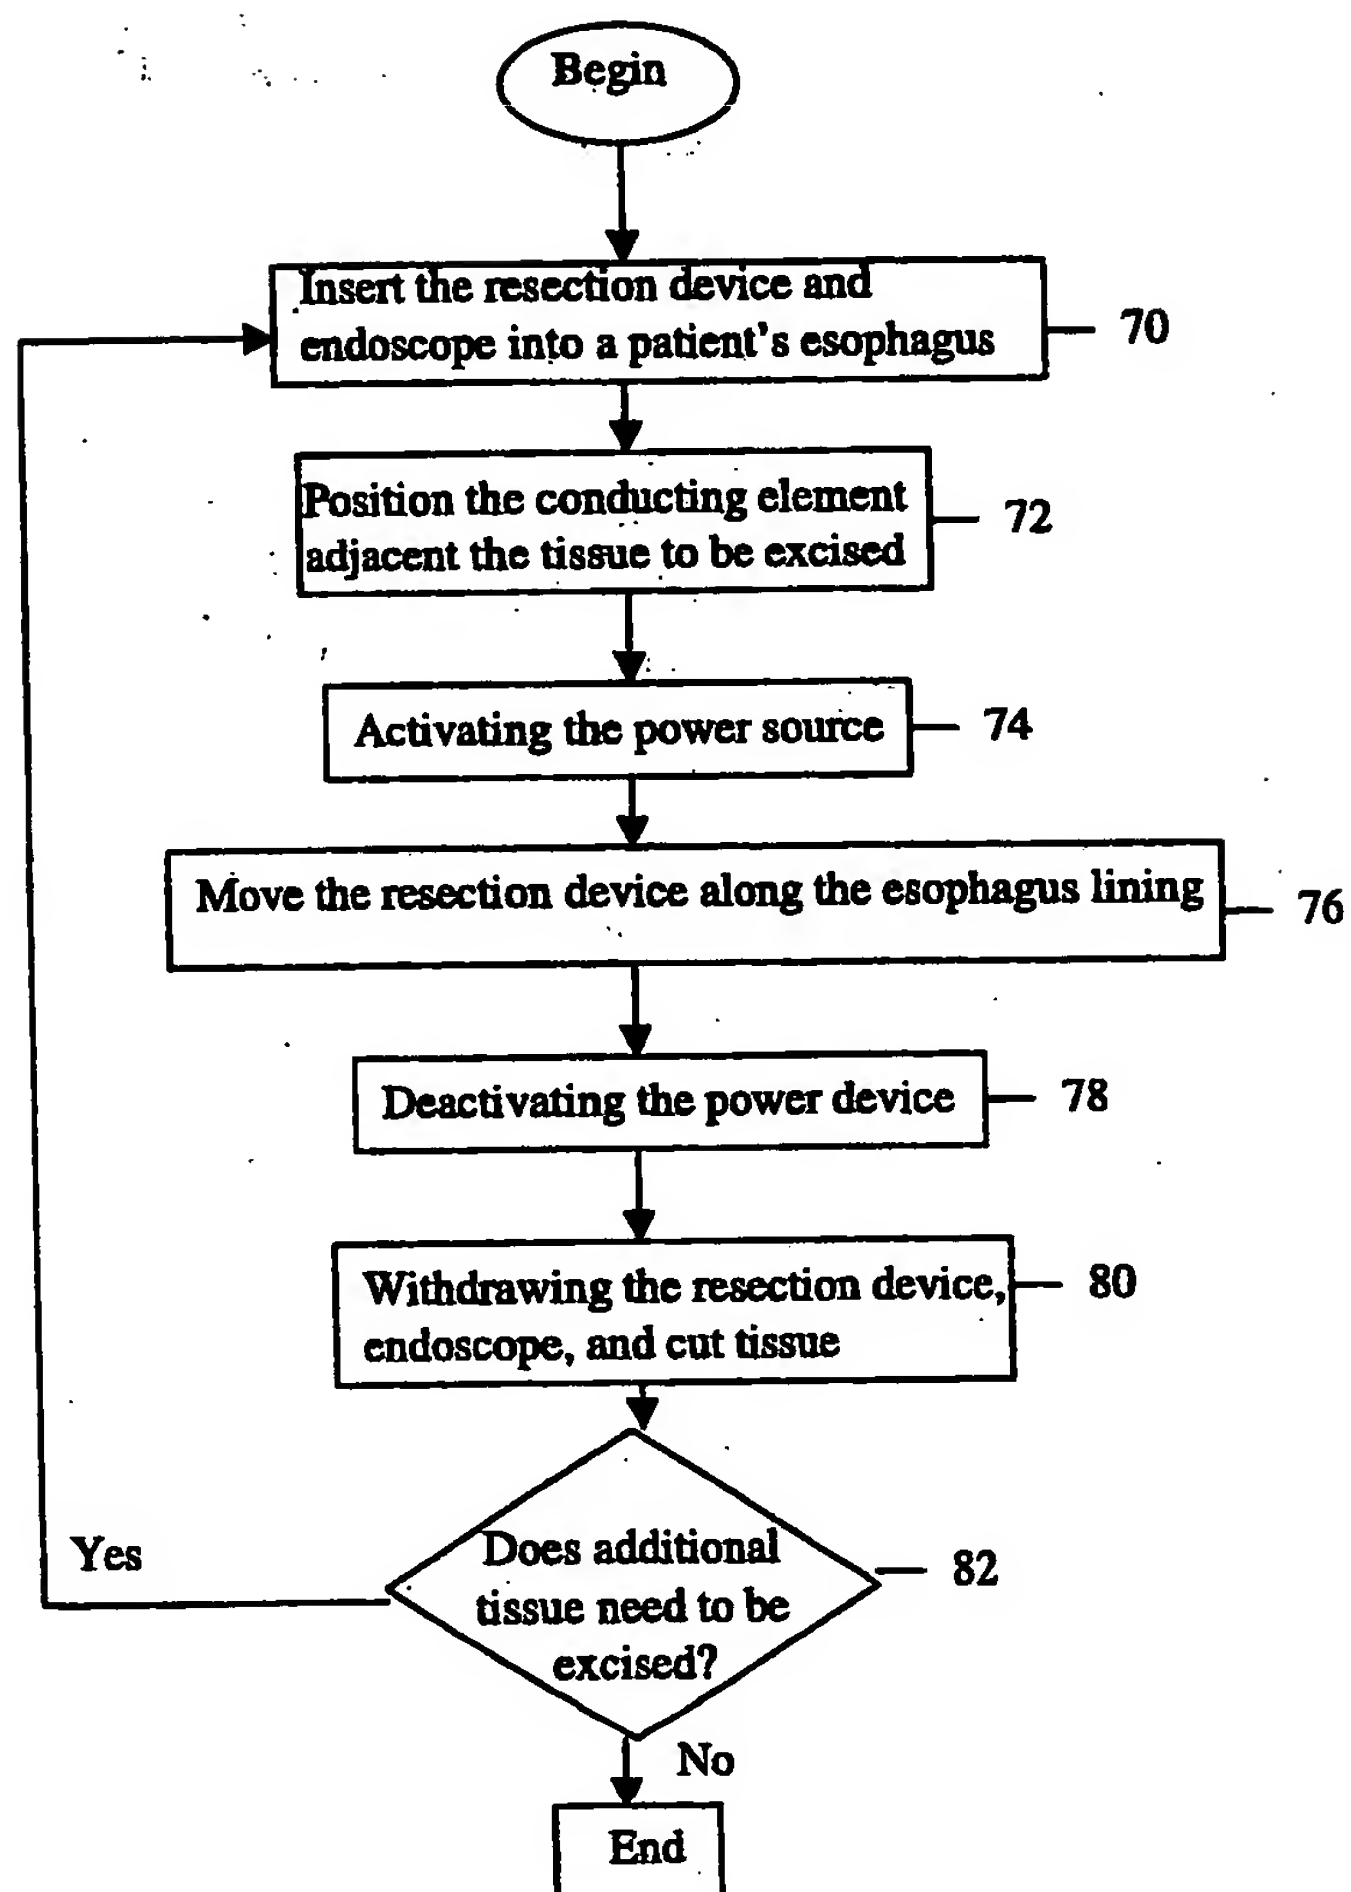 Begin
Insert the resection device and
endoscope into a patient's esophagus
70
Position the conducting element
adjacent the tissue to be excised
72
Activating the power source
74
Move the resection device along the esophagus lining
76
Deactivating the power device
78
Withdrawing the resection device,
endoscope, and cut tissue
80
Does additional
tissue need to be
excised?
82
Yes
No
End